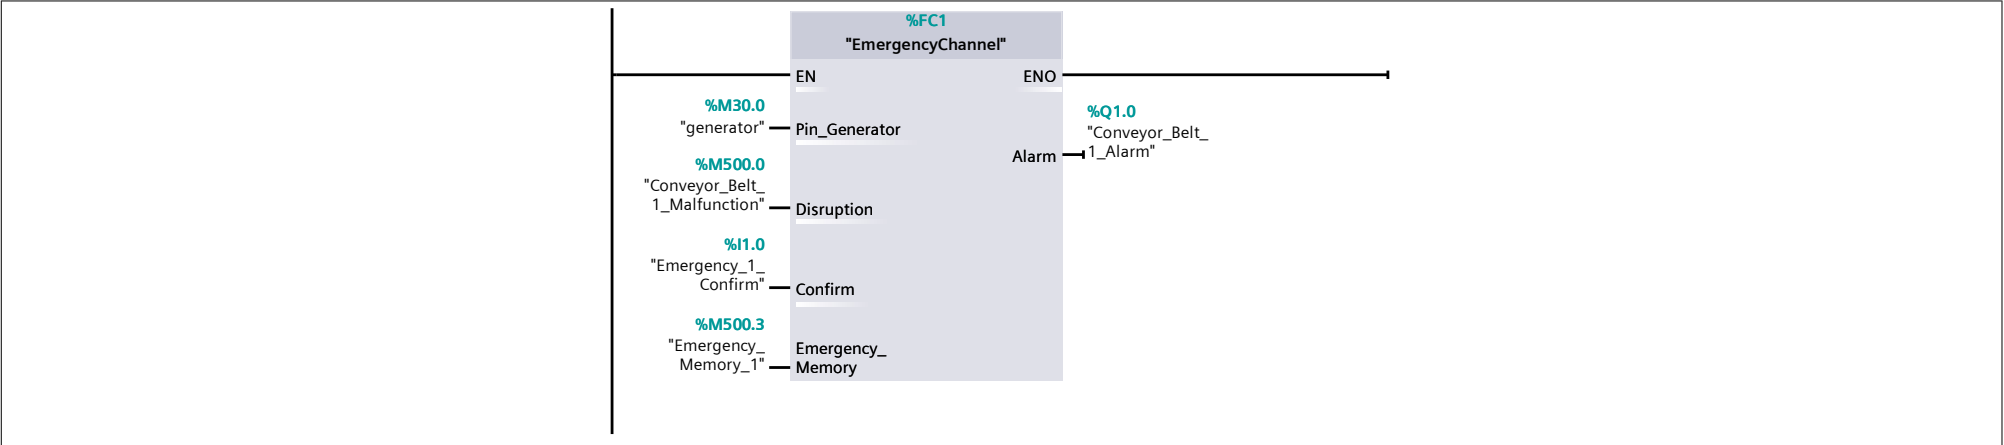 %FC1
"EmergencyChannel"
EN
ENO
%M30.0
"generator"
Pin_Generator
%Q1.0
"Conveyor_Belt_
1_Alarm"
Alarm
%M500.0
"Conveyor_Belt_
1_Malfunction"
Disruption
%I1.0
"Emergency_1_
Confirm"
Confirm
%M500.3
"Emergency_
Memory_1"
Emergency_
Memory